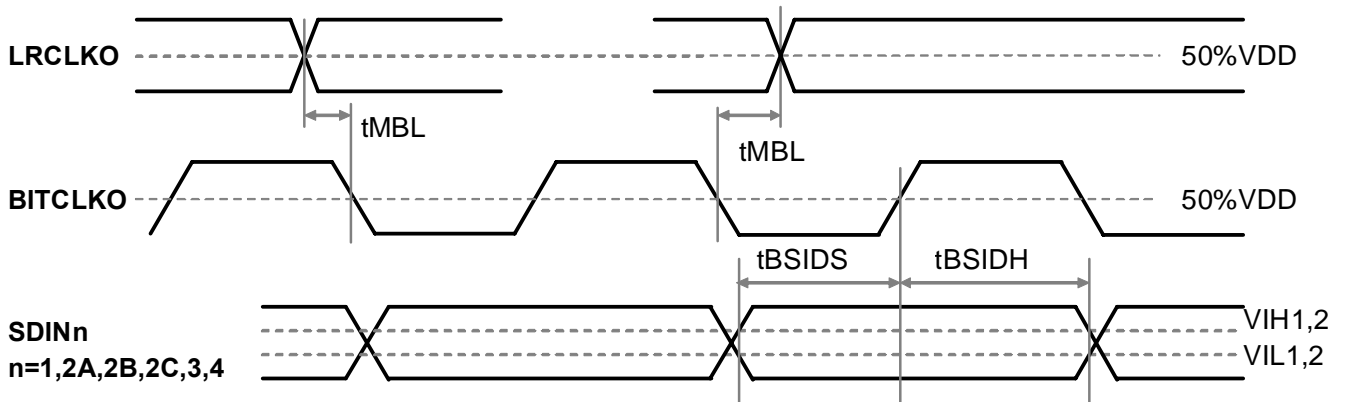 LRCLKO
50%VDD
tMBL
tMBL
BITCLKO
50%VDD
tBSIDS
tBSIDH
SDINn
n=1,2A,2B,2C,3,4
VIH1,2
VIL1,2